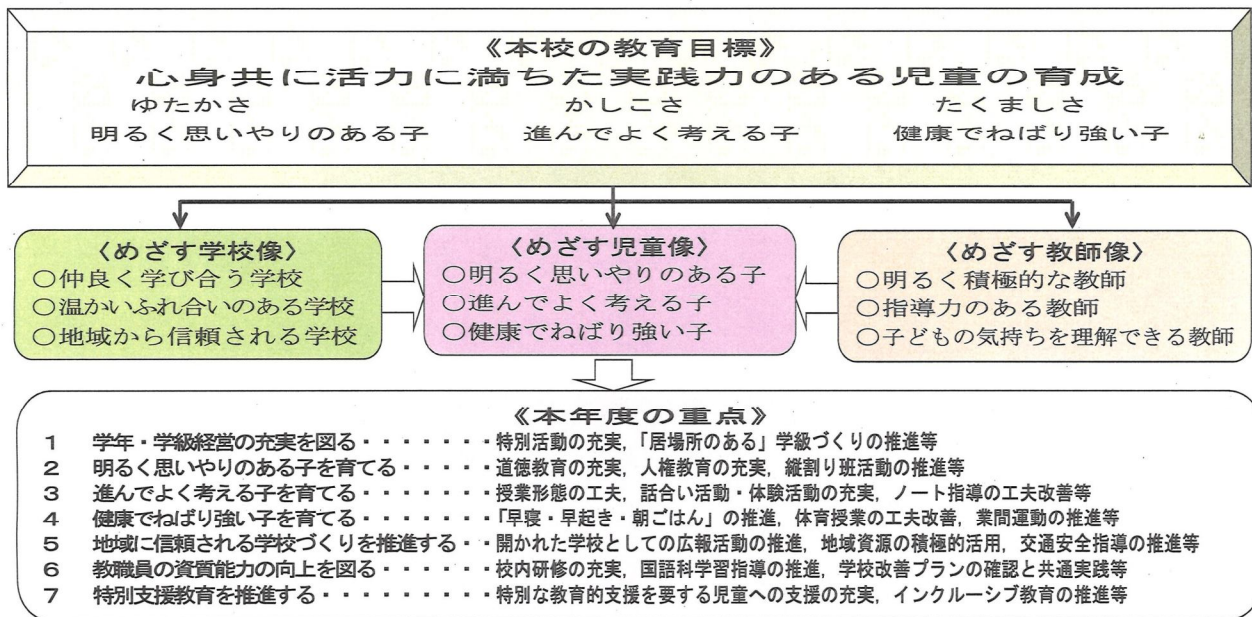 《本校の教育目標》
心身共に活力に満ちた実践力のある児童の育成
ゆたかさ かしこさ たくましさ
明るく思いやりのある子 進んでよく考える子 健康でねばり強い子
〈めざす学校像〉
○仲良く学び合う学校
○温かいふれ合いのある学校
○地域から信頼される学校
〈めざす児童像〉
○明るく思いやりのある子
○進んでよく考える子
○健康でねばり強い子
〈めざす教師像〉
○明るく積極的な教師
○指導力のある教師
○子どもの気持ちを理解できる教師
《本年度の重点》
1 学年・学級経営の充実を図る・・・・・・・特別活動の充実,「居場所のある」学級づくりの推進等
2 明るく思いやりのある子を育てる・・・・・道徳教育の充実, 人権教育の充実, 縦割り班活動の推進等
3 進んでよく考える子を育てる・・・・・・・授業形態の工夫, 話合い活動・体験活動の充実, ノート指導の工夫改善等
4 健康でねばり強い子を育てる・・・・・・・「早寝・早起き・朝ごはん」の推進, 体育授業の工夫改善, 業間運動の推進等
5 地域に信頼される学校づくりを推進する・・開かれた学校としての広報活動の推進, 地域資源の積極的活用, 交通安全指導の推進等
6 教職員の資質能力の向上を図る・・・・・・校内研修の充実, 国語科学習指導の推進, 学校改善プランの確認と共通実践等
7 特別支援教育を推進する・・・・・・・・・特別な教育的支援を要する児童への支援の充実, インクルーシブ教育の推進等